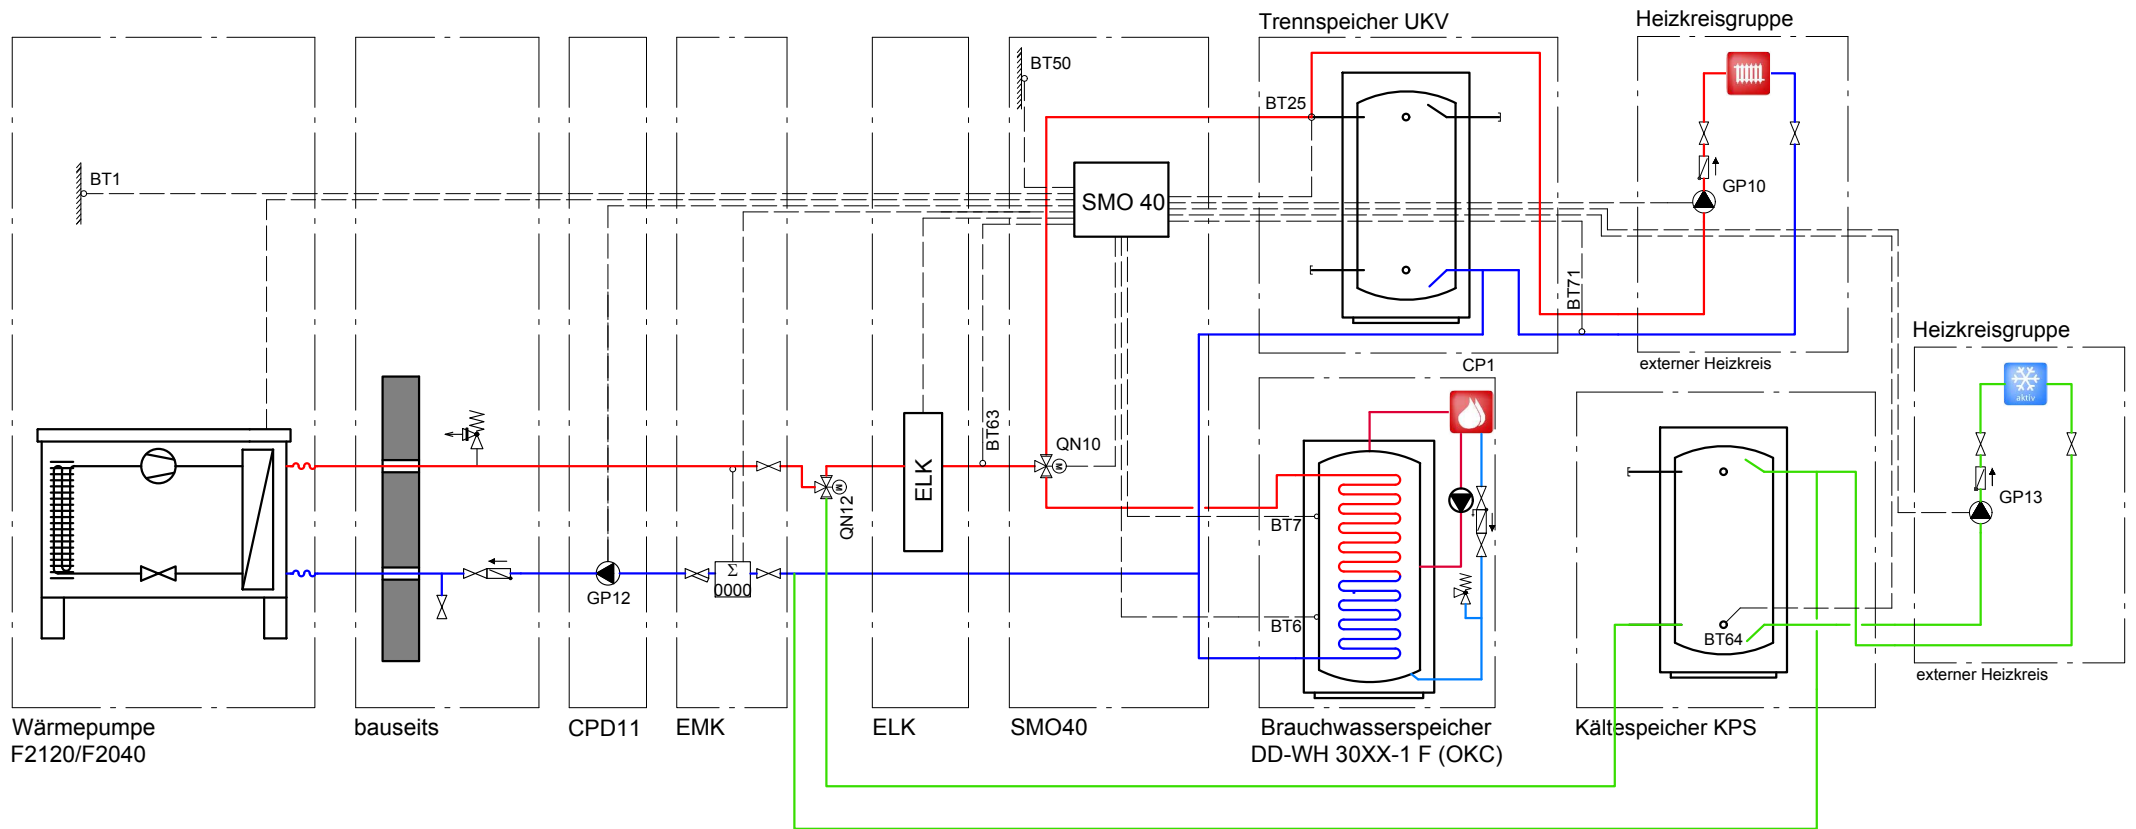 Trennspeicher UKV
Heizkreisgruppe
BT50
BT25
BT1
SMO 40
GP10
BT71
Heizkreisgruppe
externer Heizkreis
CP1
aktiv
BT63
QN10
ELK
M
M
QN12
BT7
GP13
Σ
0000
GP12
BT6
BT64
externer Heizkreis
Wärmepumpe
F2120/F2040
bauseits
CPD11
EMK
ELK
SMO40
Brauchwasserspeicher
DD-WH 30XX-1 F (OKC)
Kältespeicher KPS